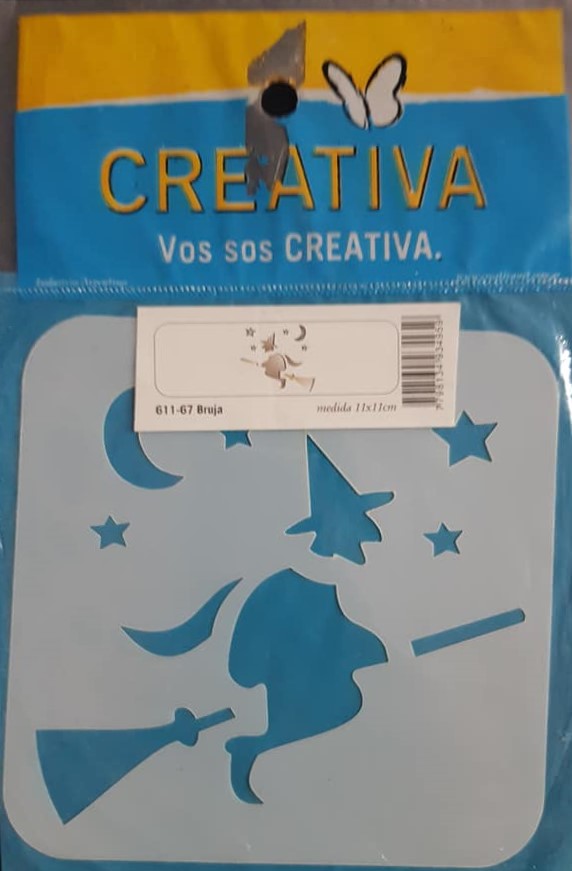 CREATIVA
Vos sos CREATIVA.
611-67 Bruja
medida 11x11cm